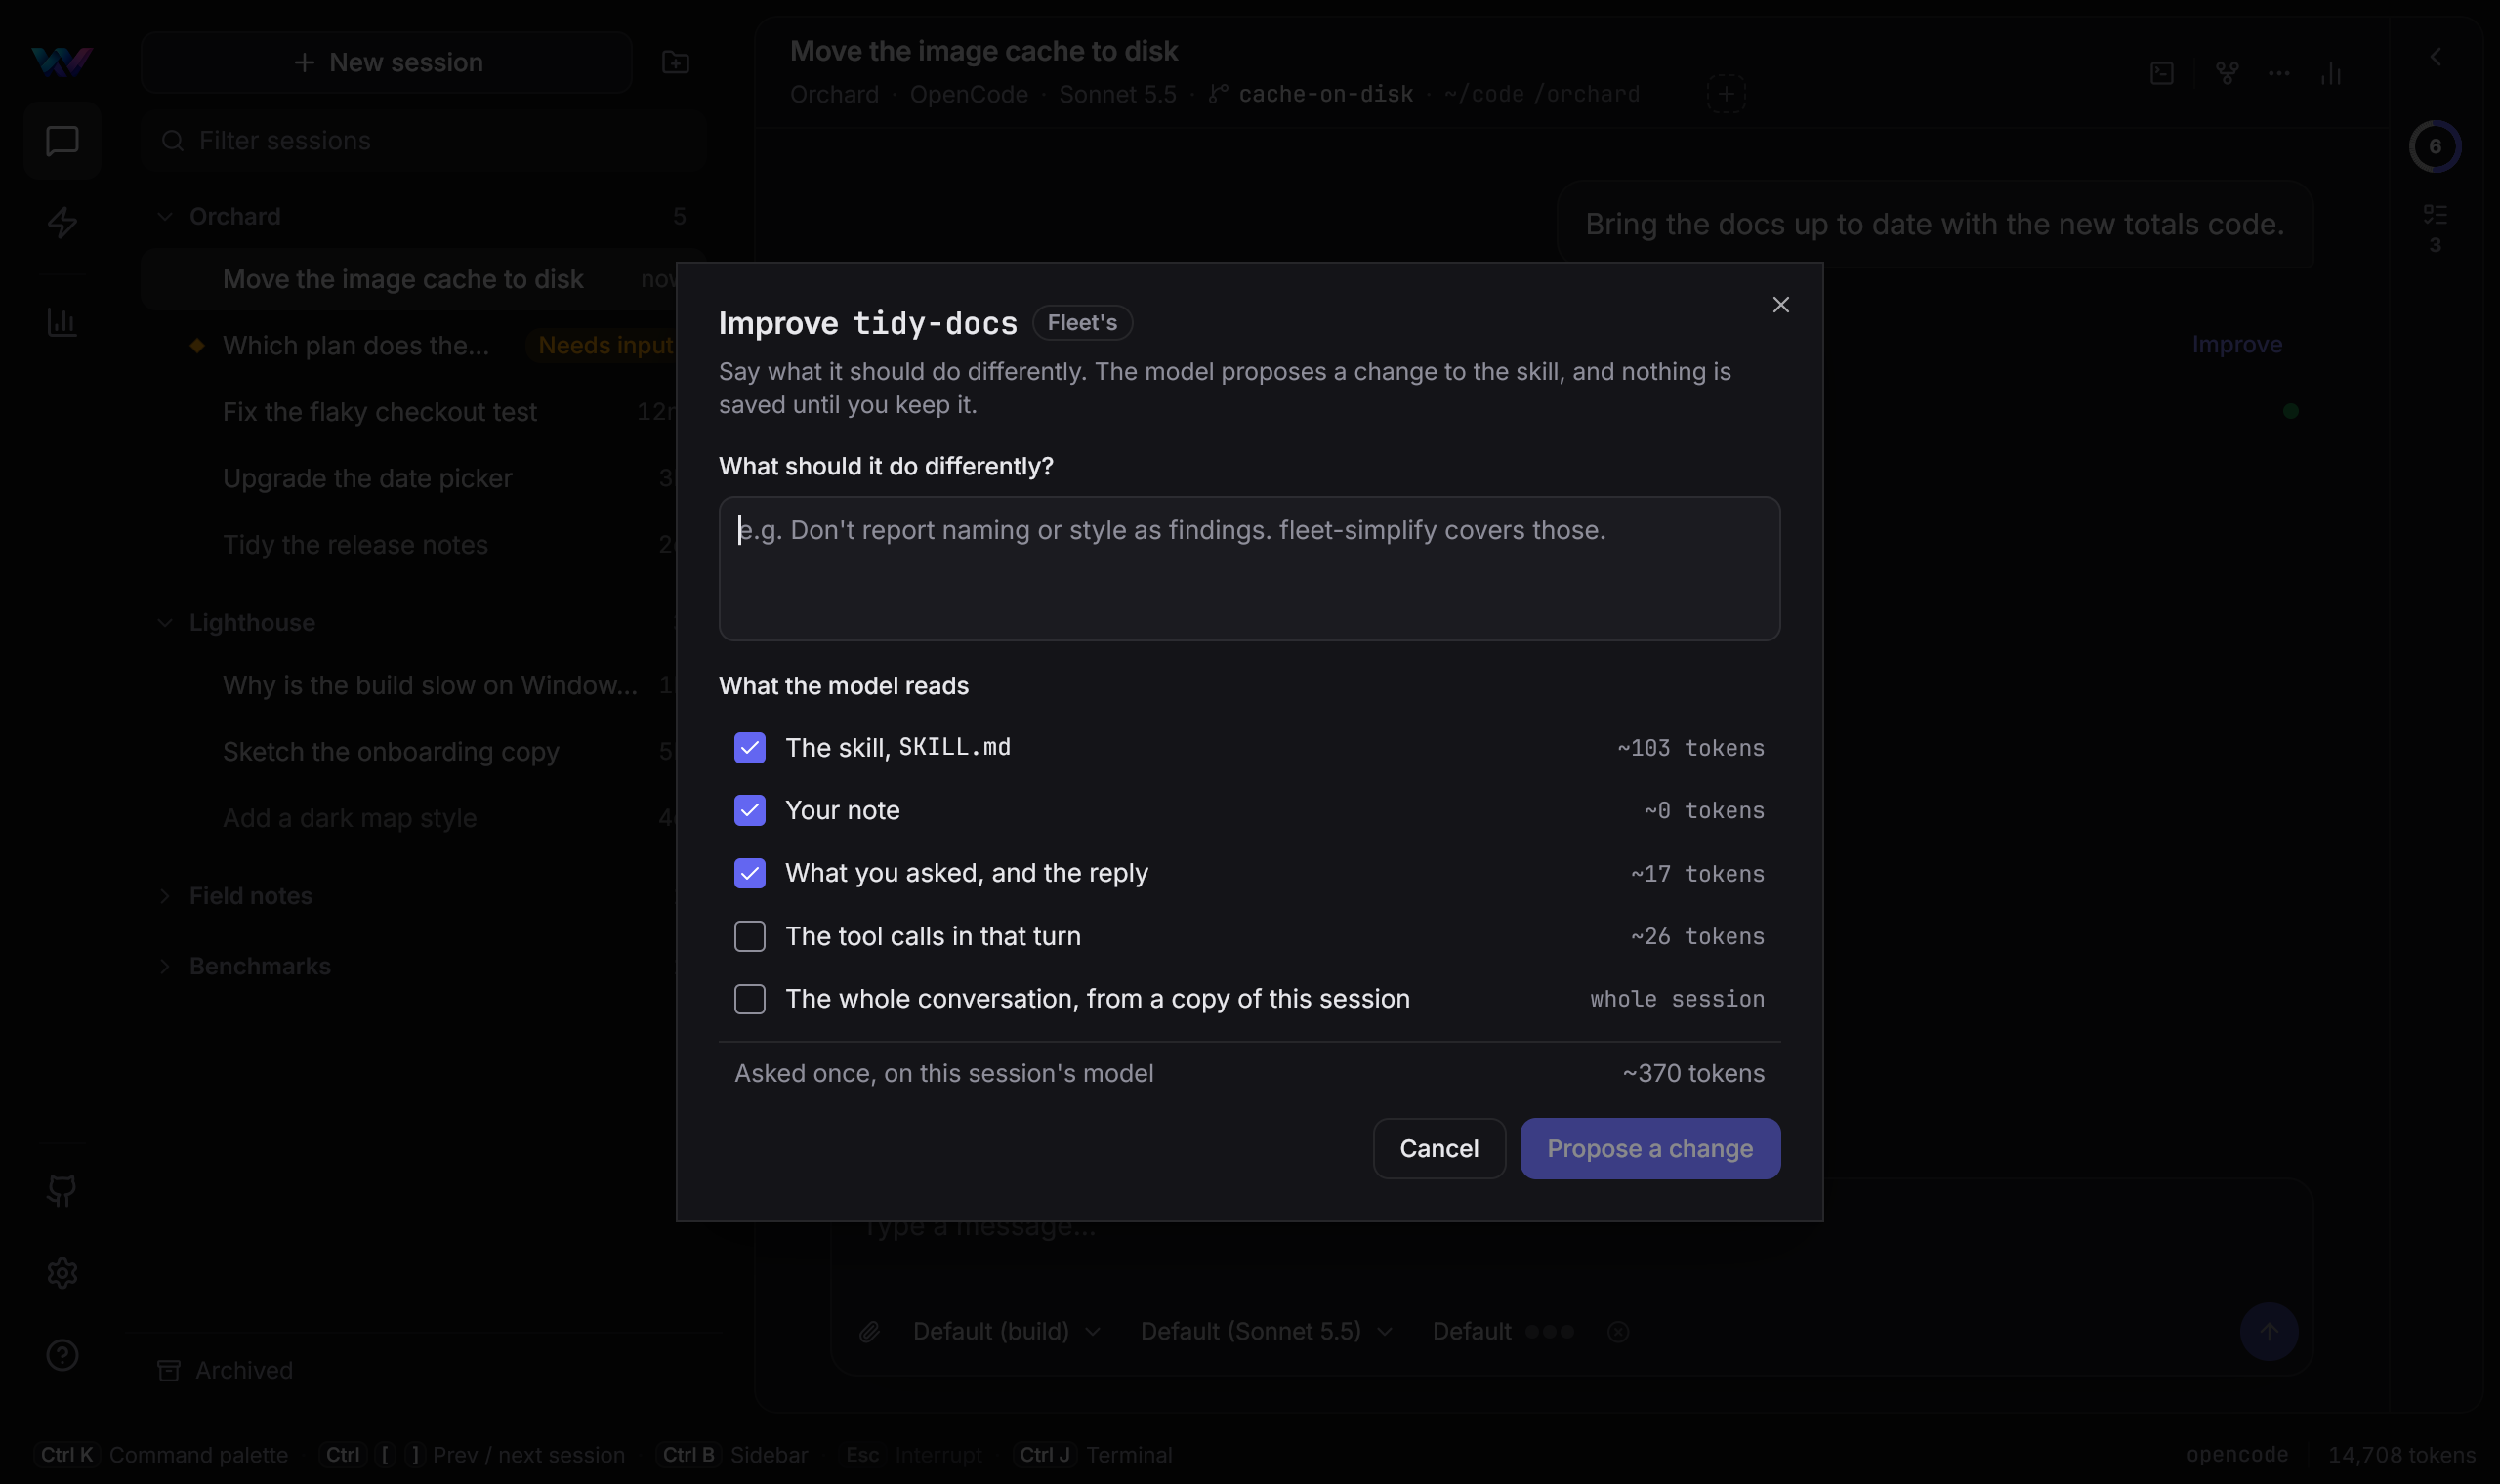 New session
Filter sessions
Orchard 5
Move the image cache to disk now
Which plan does the... Needs input
Fix the flaky checkout test
Upgrade the date picker
Tidy the release notes
Lighthouse
Why is the build slow on Window...
Sketch the onboarding copy
Add a dark map style
Field notes
Benchmarks
Archived
Move the image cache to disk
Orchard · OpenCode · Sonnet 5.5 · cache-on-disk · ~/code/orchard
6
3
Bring the docs up to date with the new totals code.
Improve
Improve tidy-docs Fleet's
Say what it should do differently. The model proposes a change to the skill, and nothing is
saved until you keep it.
What should it do differently?
e.g. Don't report naming or style as findings. fleet-simplify covers those.
What the model reads
The skill, SKILL.md ~103 tokens
Your note ~0 tokens
What you asked, and the reply ~17 tokens
The tool calls in that turn ~26 tokens
The whole conversation, from a copy of this session whole session
Asked once, on this session's model ~370 tokens
Cancel Propose a change
Type a message...
Default (build) Default (Sonnet 5.5) Default
Ctrl K Command palette Ctrl [ ] Prev / next session Ctrl B Sidebar Esc Interrupt Ctrl J Terminal
opencode 14,708 tokens